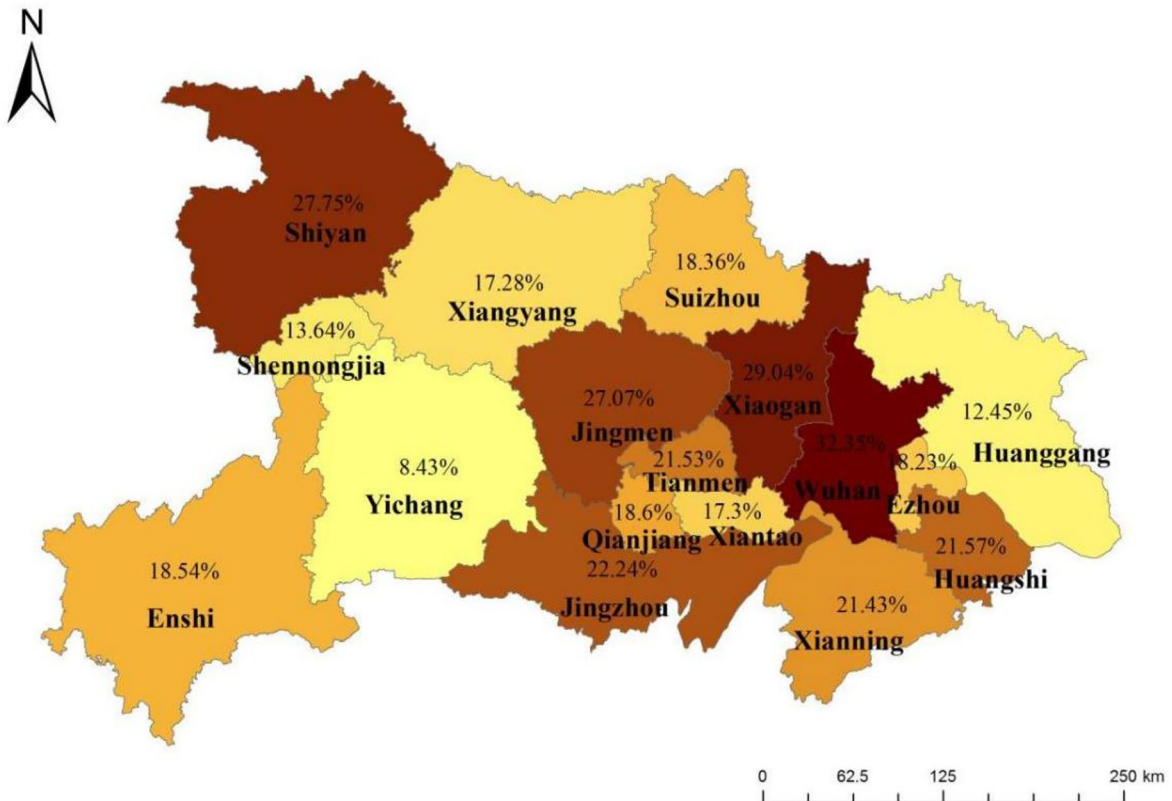 N
27.75%
Shiyan
17.28%
Xiangyang
18.36%
Suizhou
13.64%
Shennongjia
29.04%
Xiaogan
27.07%
Jingmen
12.45%
Huanggang
32.35%
Wuhan
18.23%
Ezhou
21.53%
Tianmen
8.43%
Yichang
18.6%
Qianjiang
17.3%
Xiantao
21.57%
Huangshi
22.24%
Jingzhou
18.54%
Enshi
21.43%
Xianning
0 62.5 125 250 km